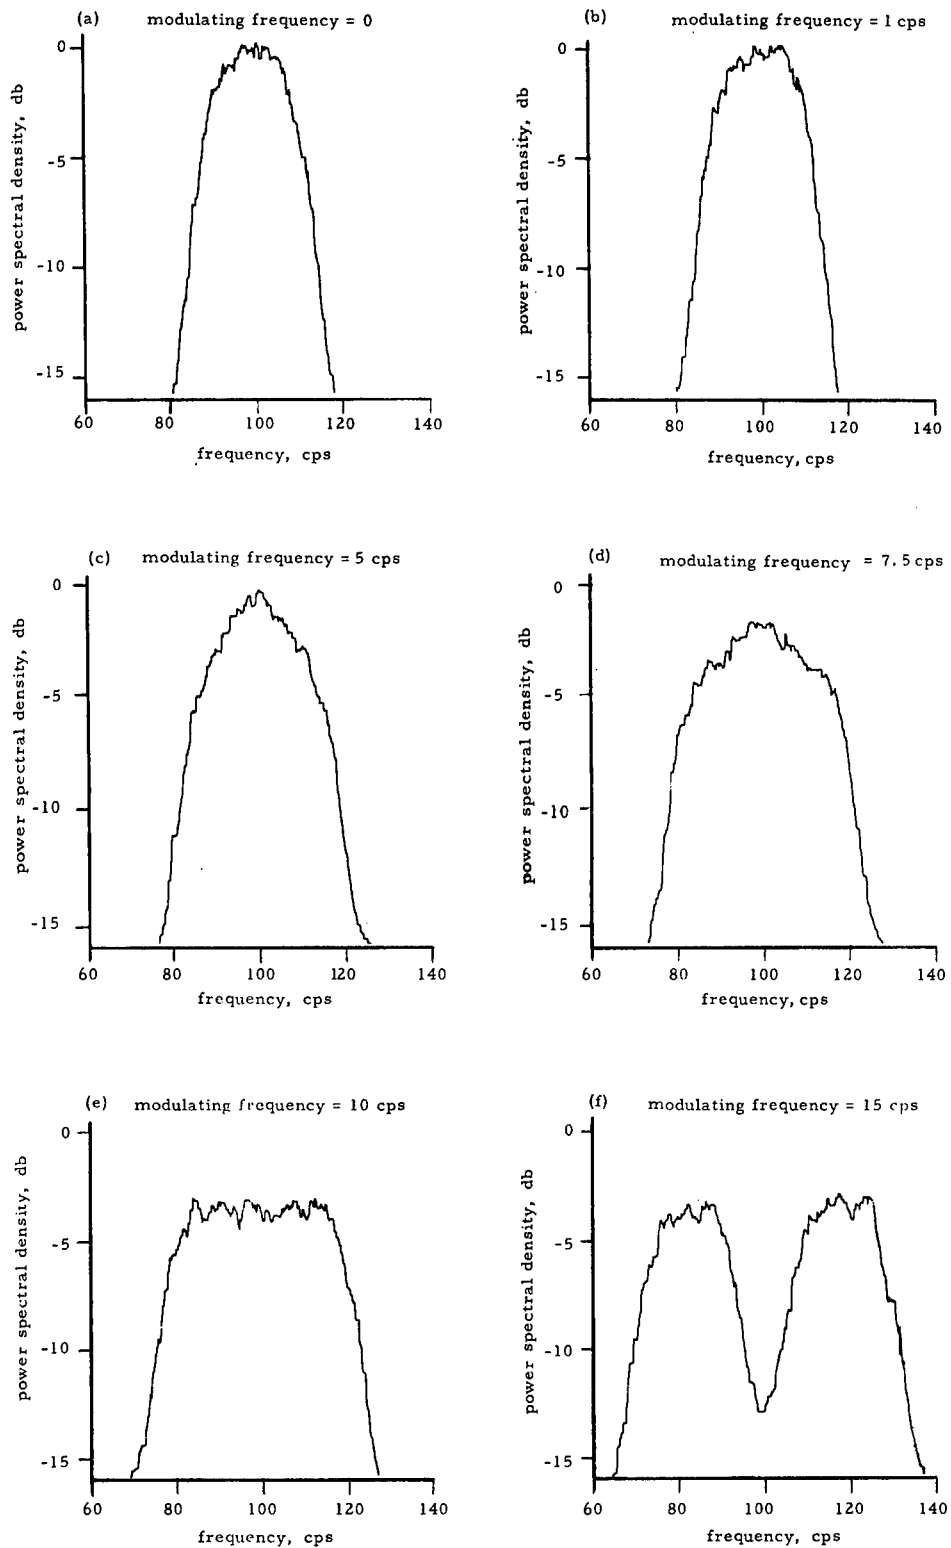 (a) modulating frequency = 0
power spectral density, db
0
-5
-10
-15
60 80 100 120 140
frequency, cps
(b) modulating frequency = 1 cps
power spectral density, db
0
-5
-10
-15
60 80 100 120 140
frequency, cps
(c) modulating frequency = 5 cps
power spectral density, db
0
-5
-10
-15
60 80 100 120 140
frequency, cps
(d) modulating frequency = 7.5 cps
power spectral density, db
0
-5
-10
-15
60 80 100 120 140
frequency, cps
(e) modulating frequency = 10 cps
power spectral density, db
0
-5
-10
-15
60 80 100 120 140
frequency, cps
(f) modulating frequency = 15 cps
power spectral density, db
0
-5
-10
-15
60 80 100 120 140
frequency, cps